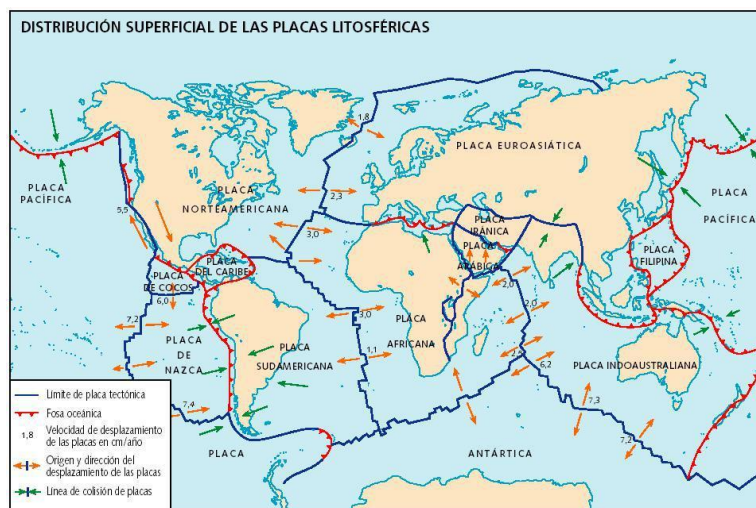 DISTRIBUCIÓN SUPERFICIAL DE LAS PLACAS LITOSFÉRICAS
1,8
PLACA EUROASIÁTICA
PLACA
PACÍFICA
PLACA
NORTEAMERICANA
2,3
PLACA
PACÍFICA
5,5
3,0
PLACA
IRÁNICA
PLACA
ARÁBIGA
PLACA
FILIPINA
PLACA
DEL CARIBE
PLACA
DE COCOS
6,0
2,0
2,0
7,2
PLACA
DE
NAZCA
3,0
PLACA
AFRICANA
PLACA
SUDAMERICANA
1,1
2,5
6,2
PLACA INDOAUSTRALIANA
7,3
7,4
7,2
PLACA
ANTÁRTICA
Límite de placa tectónica
Fosa oceánica
1,8 Velocidad de desplazamiento
de las placas en cm/año
Origen y dirección del
desplazamiento de las placas
Línea de colisión de placas